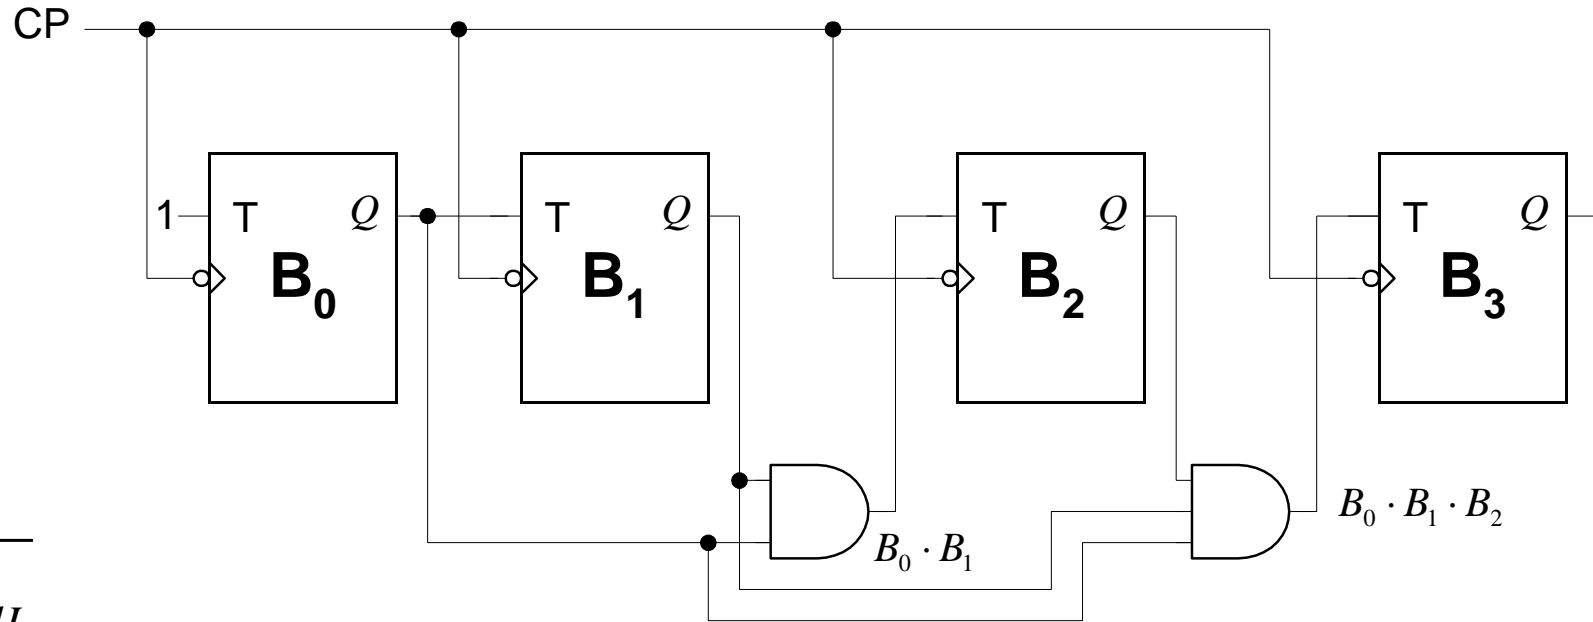 CP
1 T Q B₀
T Q B₁
T Q B₂
T Q B₃
B₀ · B₁
B₀ · B₁ · B₂